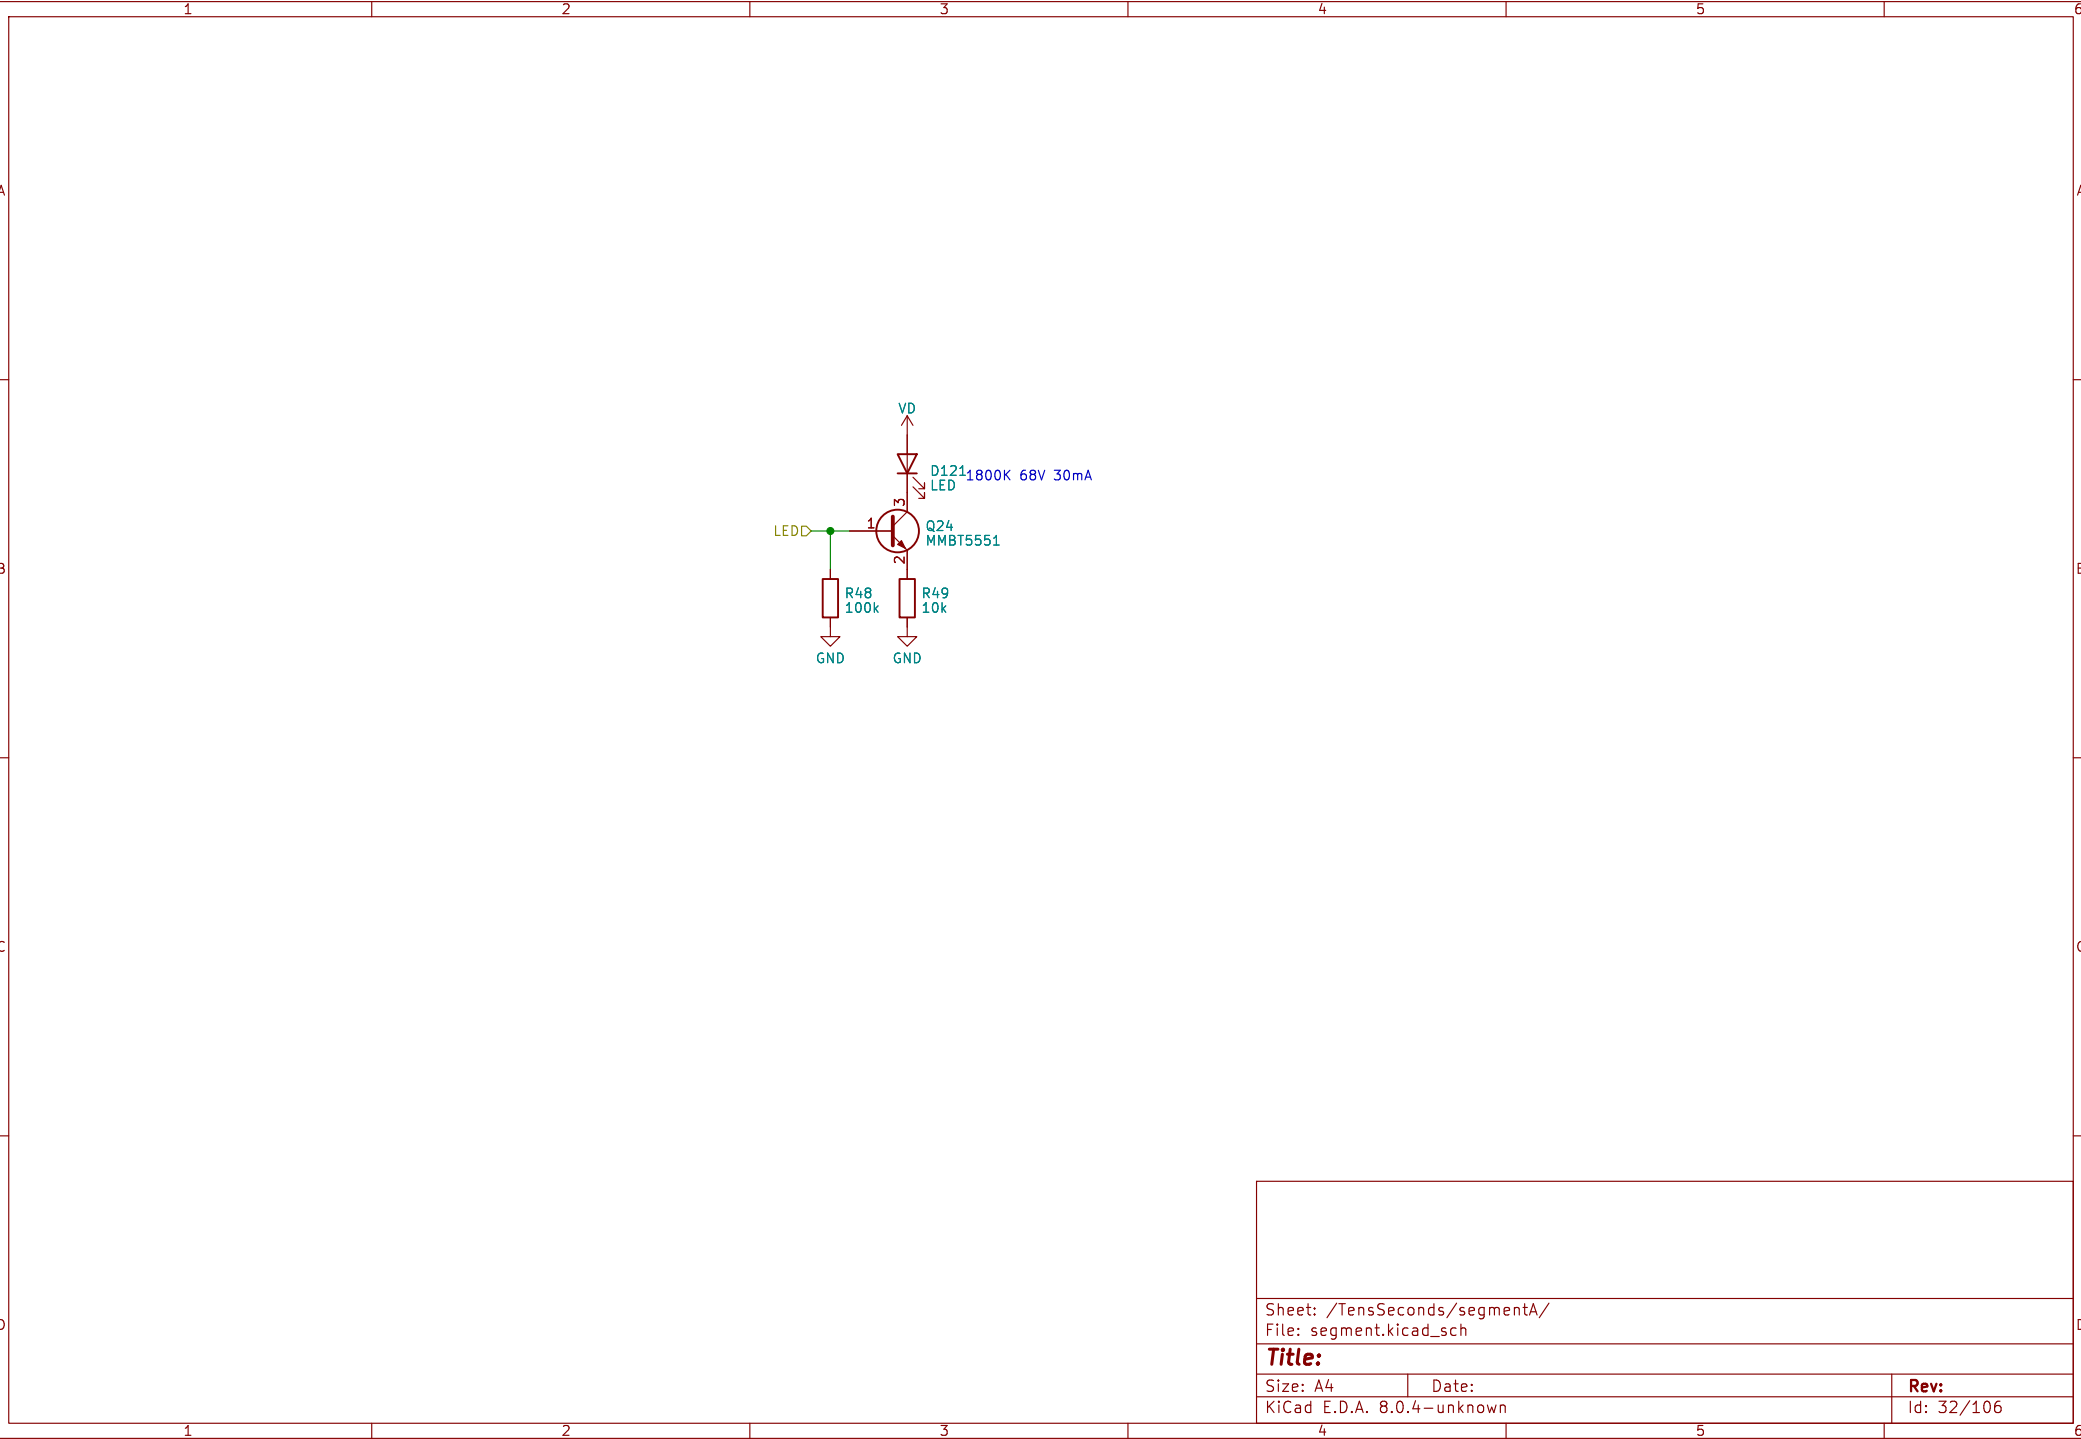 1 2 3 4 5 6
A A
VD
D121
1800K 68V 30mA
LED
3
LED 1
Q24
MMBT5551
2
B B
R48 R49
100k 10k
GND GND
C C
D D
Sheet: /TensSeconds/segmentA/
File: segment.kicad_sch
Title:
Size: A4 Date: Rev:
KiCad E.D.A. 8.0.4-unknown Id: 32/106
1 2 3 4 5 6